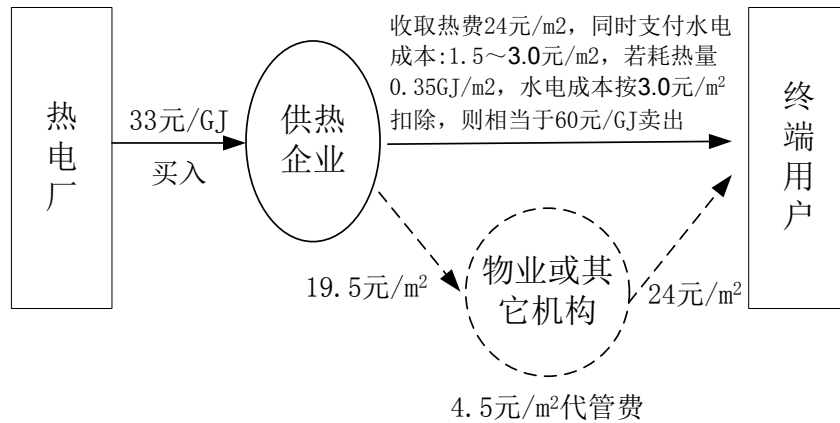 收取热费24元/m2，同时支付水电
成本:1.5～3.0元/m2，若耗热量
0.35GJ/m2，水电成本按3.0元/m²
扣除，则相当于60元/GJ卖出
热电厂
33元/GJ
买入
供热
企业
终端用户
19.5元/m²
物业或其
它机构
24元/m²
4.5元/m²代管费